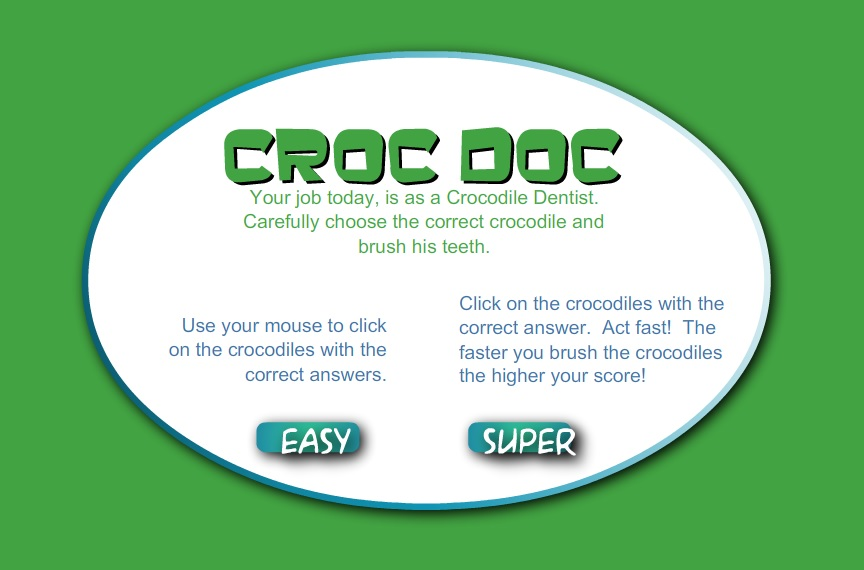 CROC DOC
Your job today, is as a Crocodile Dentist.
Carefully choose the correct crocodile and
brush his teeth.
Use your mouse to click
on the crocodiles with the
correct answers.
Click on the crocodiles with the
correct answer.  Act fast!  The
faster you brush the crocodiles
the higher your score!
EASY
SUPER